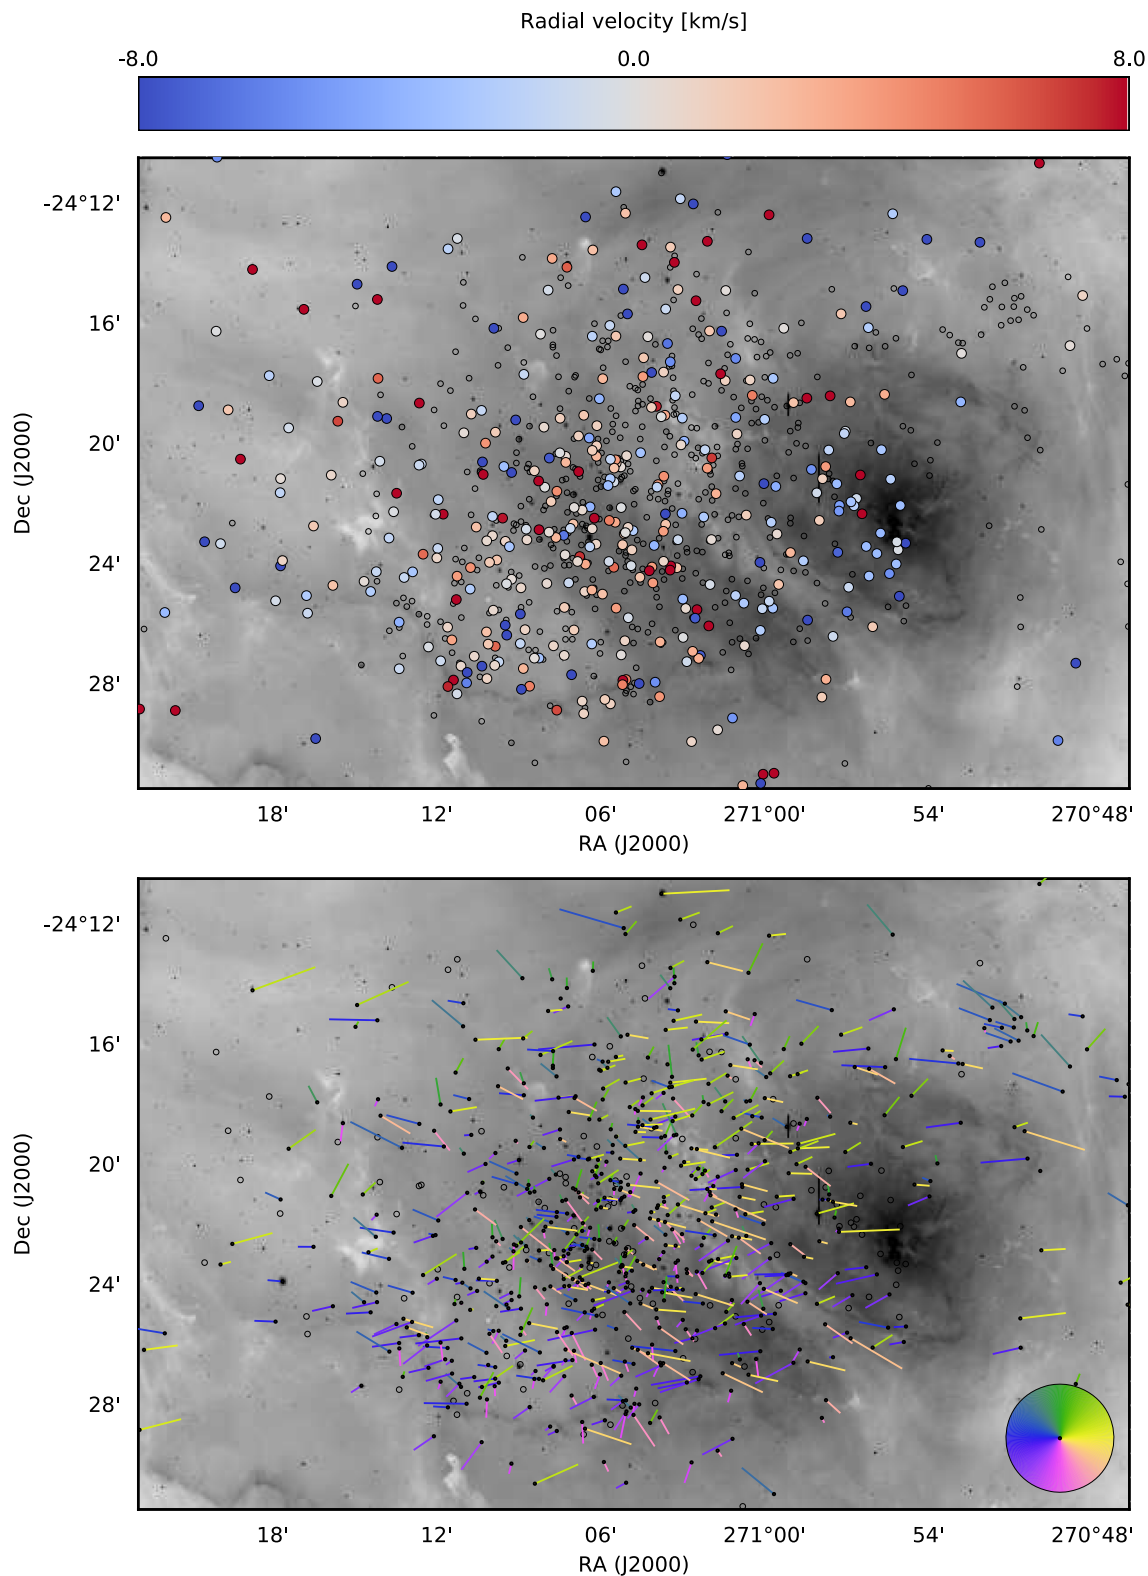 Radial velocity [km/s]
-8.0 0.0 8.0
-24°12'
16'
20'
24'
28'
Dec (J2000)
18' 12' 06' 271°00' 54' 270°48'
RA (J2000)
-24°12'
16'
20'
24'
28'
Dec (J2000)
18' 12' 06' 271°00' 54' 270°48'
RA (J2000)